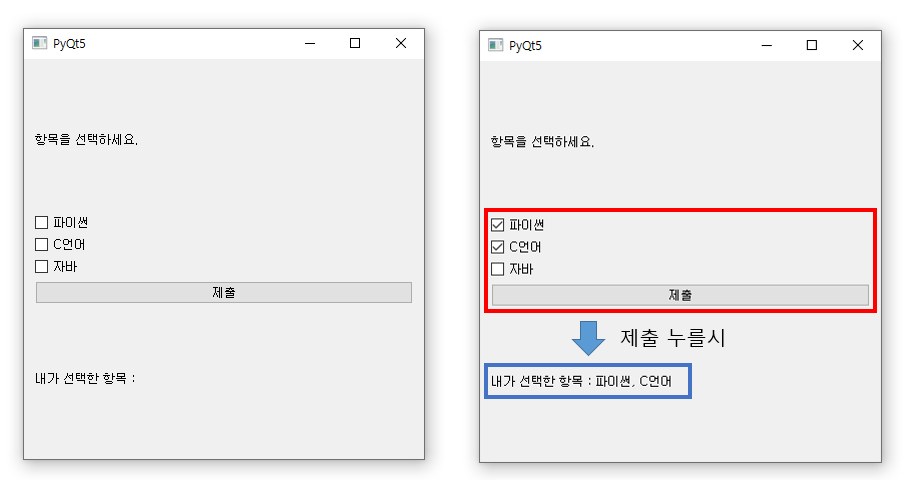 PyQt5
항목을 선택하세요.
파이썬
C언어
자바
제출
내가 선택한 항목 :
PyQt5
항목을 선택하세요.
파이썬
C언어
자바
제출
제출 누를시
내가 선택한 항목 : 파이썬, C언어